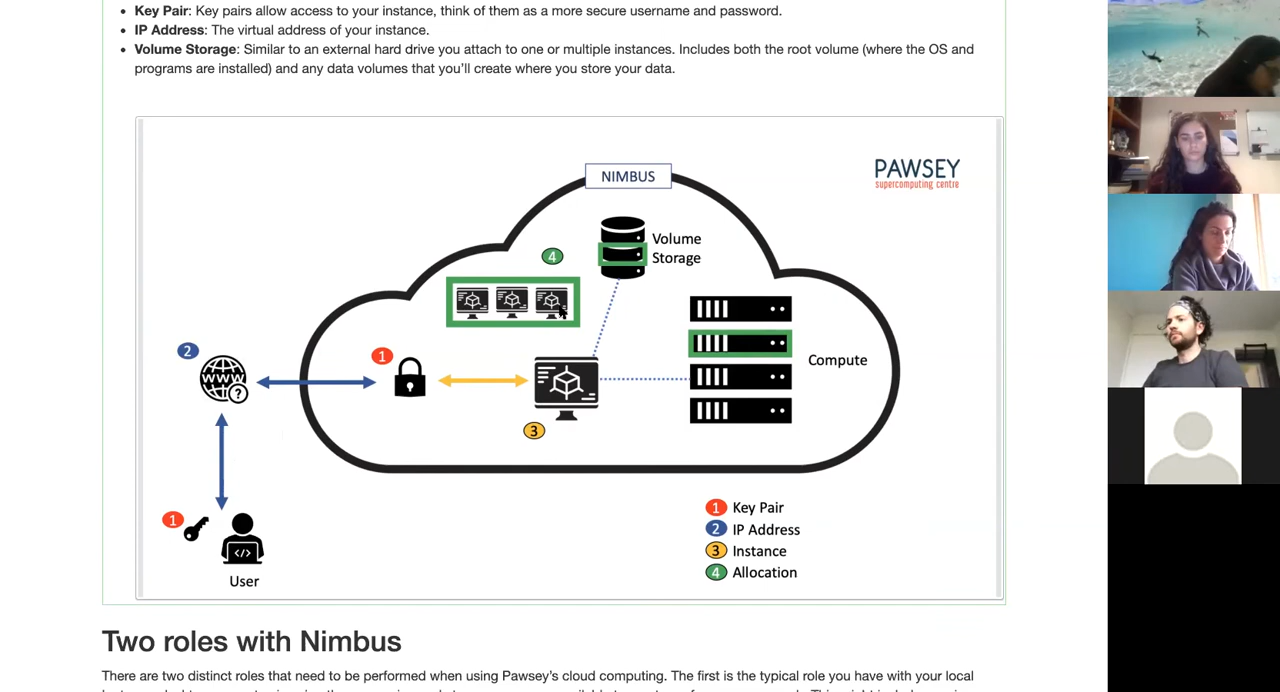 Key Pair: Key pairs allow access to your instance, think of them as a more secure username and password.
IP Address: The virtual address of your instance.
Volume Storage: Similar to an external hard drive you attach to one or multiple instances. Includes both the root volume (where the OS and
programs are installed) and any data volumes that you'll create where you store your data.
NIMBUS
PAWSEY
supercomputing centre
Volume
Storage
4
2
1
WWW
?
Compute
3
1
</>
User
1 Key Pair
2 IP Address
3 Instance
4 Allocation
Two roles with Nimbus
There are two distinct roles that need to be performed when using Pawsey's cloud computing. The first is the typical role you have with your local